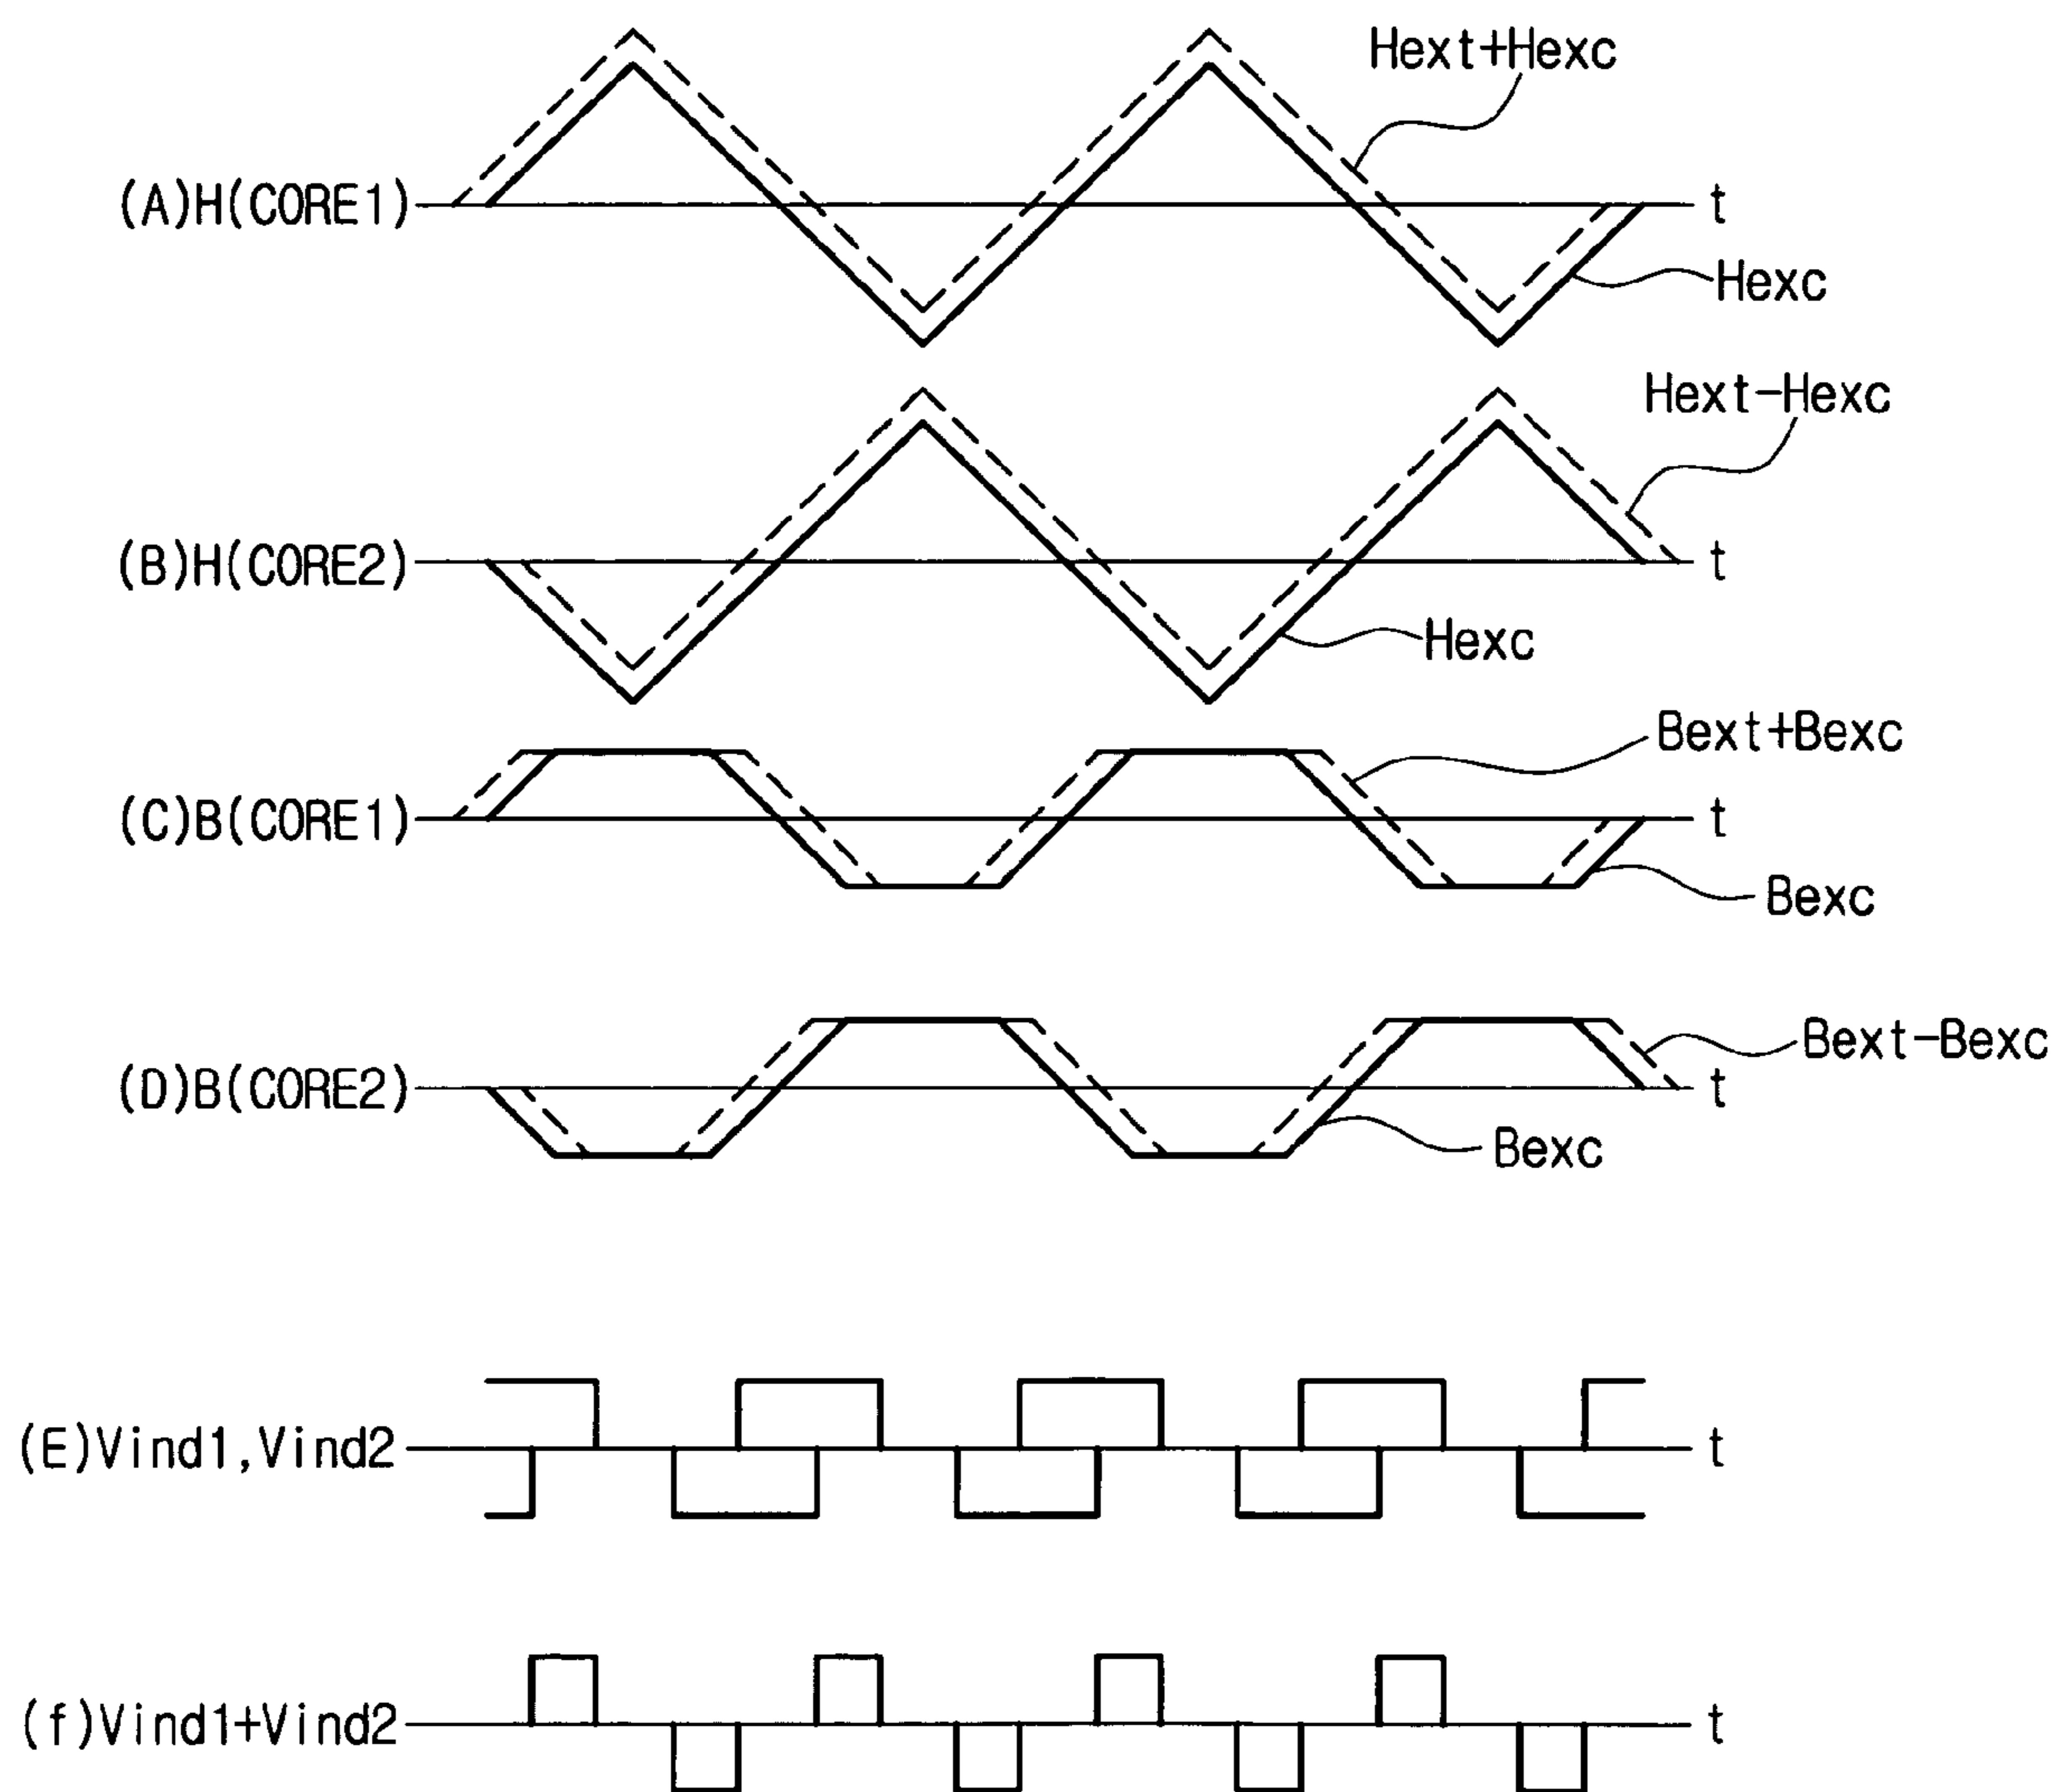 Hext+Hexc
(A)H(CORE1)
t
Hexc
Hext-Hexc
(B)H(CORE2)
t
Hexc
Bext+Bexc
(C)B(CORE1)
t
Bexc
Bext-Bexc
(D)B(CORE2)
t
Bexc
(E)Vind1,Vind2
t
(f)Vind1+Vind2
t